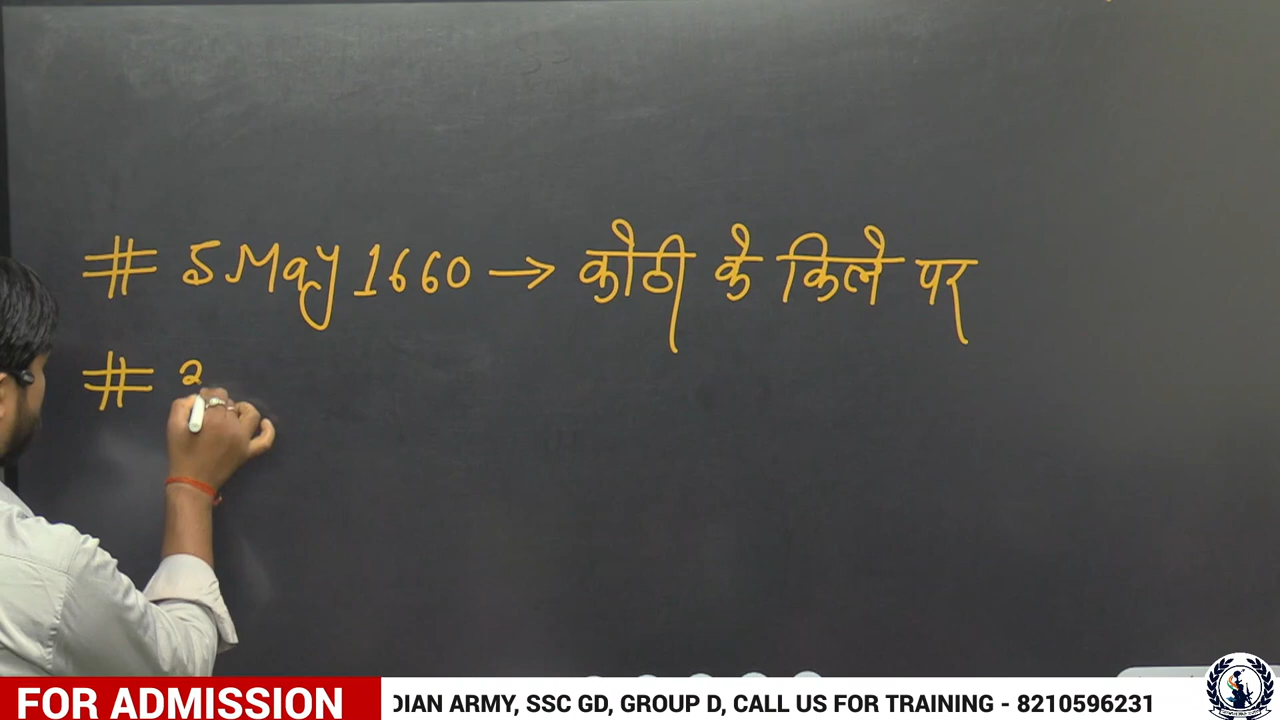 # 5 May 1660 → कोठी के किले पर
# 2
FOR ADMISSION DIAN ARMY, SSC GD, GROUP D, CALL US FOR TRAINING - 8210596231